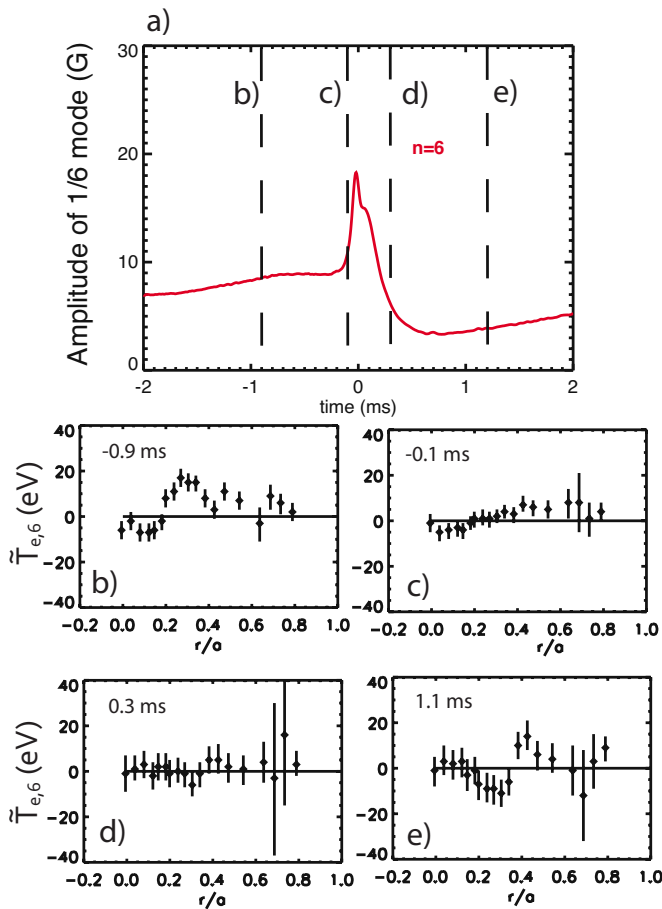 a)
Amplitude of 1/6 mode (G)
30
20
10
0
b) c) d) e)
n=6
-2 -1 0 1 2
time (ms)
T̃e,6 (eV)
40
20
0
−20
−40
-0.9 ms
b)
−0.2 0.0 0.2 0.4 0.6 0.8 1.0
r/a
40
20
0
−20
−40
-0.1 ms
c)
−0.2 0.0 0.2 0.4 0.6 0.8 1.0
r/a
T̃e,6 (eV)
40
20
0
−20
−40
0.3 ms
d)
−0.2 0.0 0.2 0.4 0.6 0.8 1.0
r/a
40
20
0
−20
−40
1.1 ms
e)
−0.2 0.0 0.2 0.4 0.6 0.8 1.0
r/a